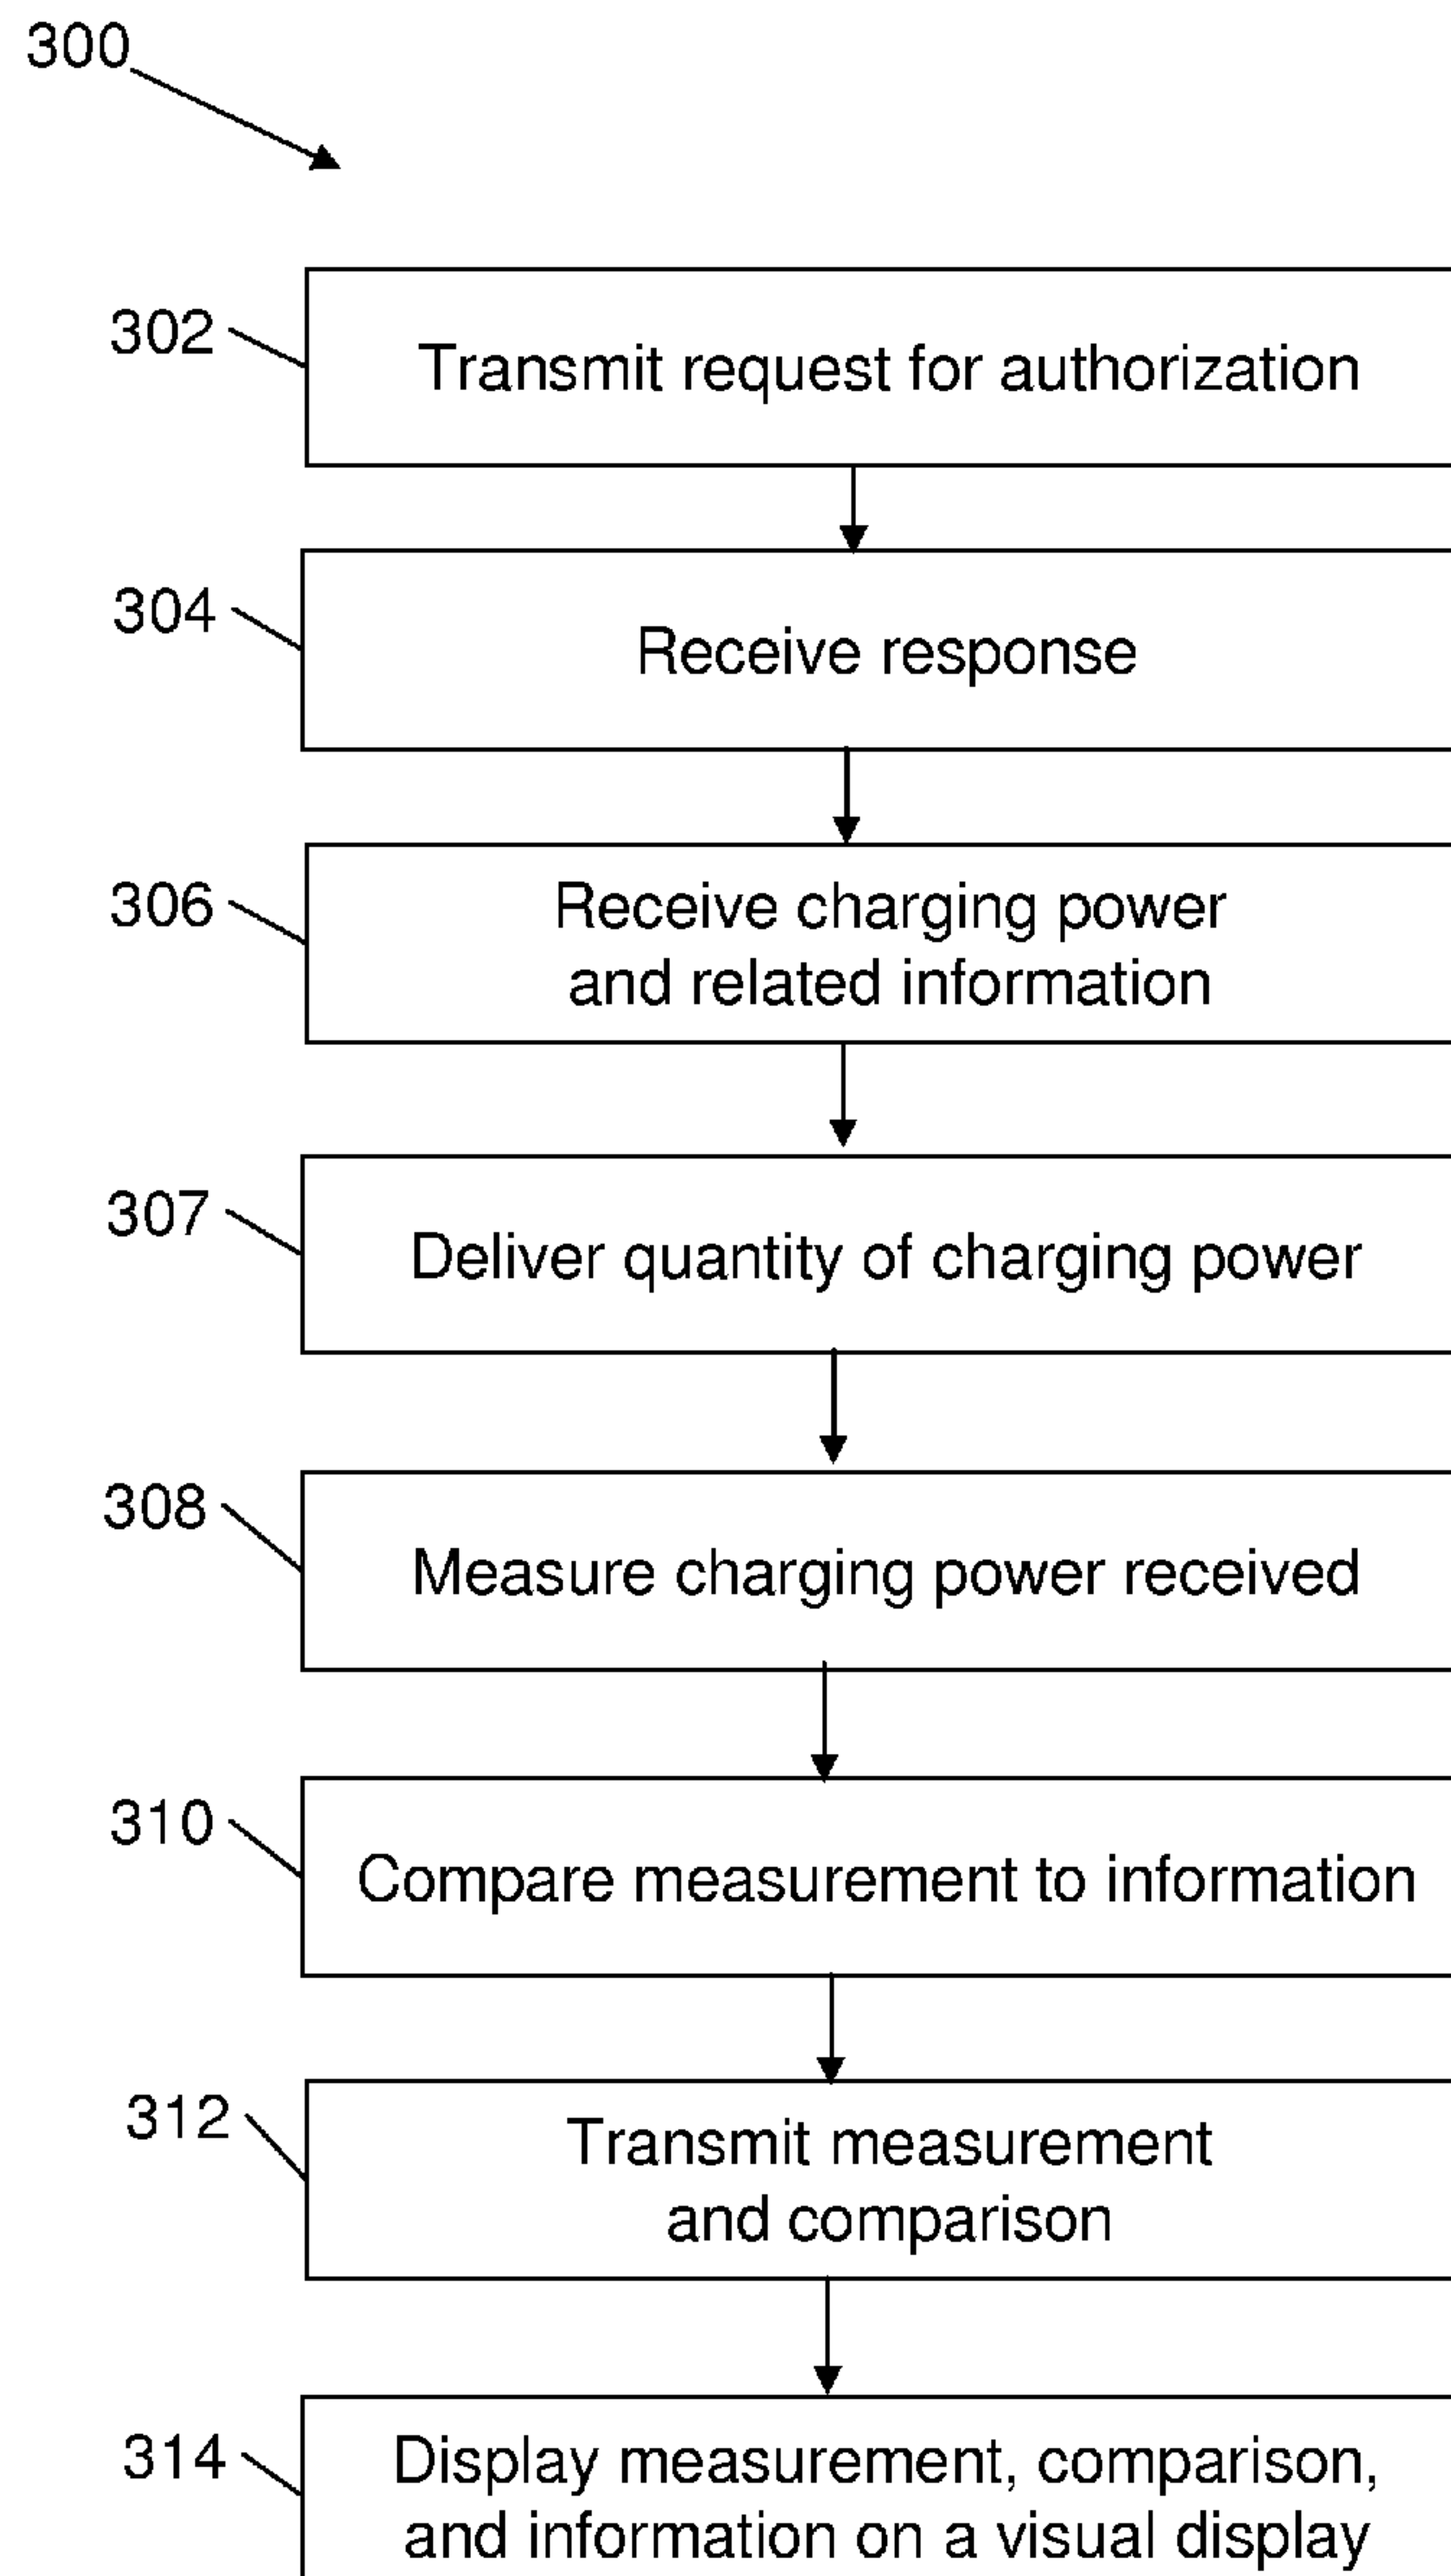 300
302
Transmit request for authorization
304
Receive response
306
Receive charging power
and related information
307
Deliver quantity of charging power
308
Measure charging power received
310
Compare measurement to information
312
Transmit measurement
and comparison
314
Display measurement, comparison,
and information on a visual display